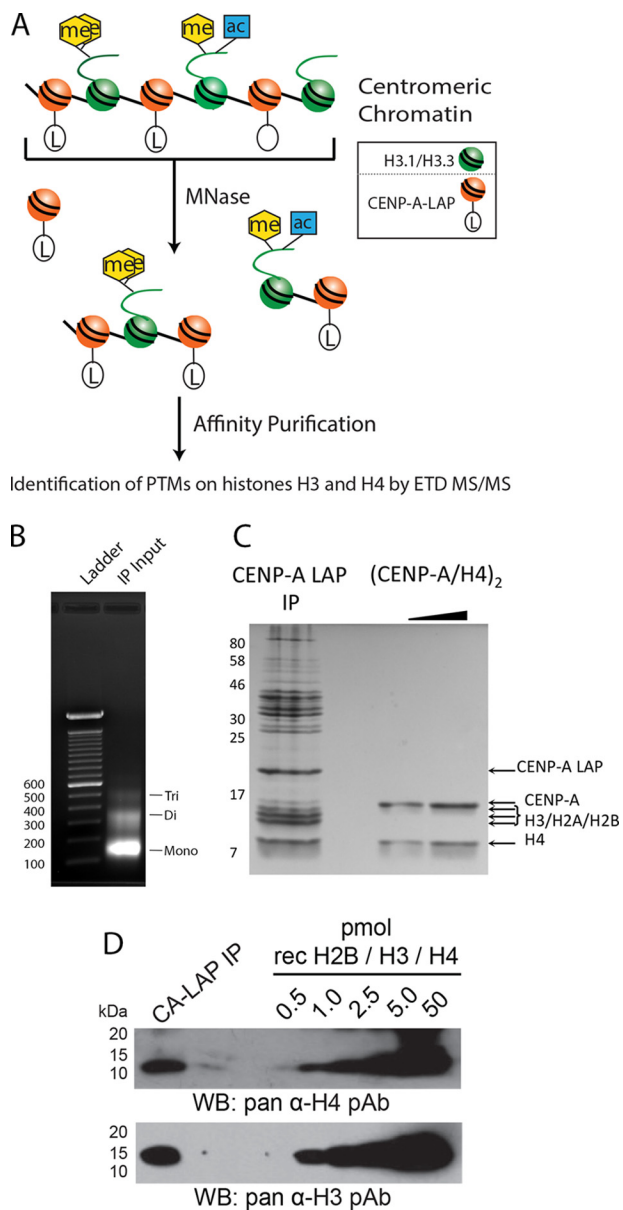 A
me
e
me
ac
L
L
Centromeric
Chromatin
H3.1/H3.3
CENP-A-LAP
L
MNase
L
me
ac
me
e
L
L
L
Affinity Purification
Identification of PTMs on histones H3 and H4 by ETD MS/MS
B
Ladder
IP Input
600
500
400
300
200
100
Tri
Di
Mono
C
CENP-A LAP
IP
(CENP-A/H4)2
80
58
46
30
25
17
7
CENP-A LAP
CENP-A
H3/H2A/H2B
H4
D
CA-LAP IP
pmol
rec H2B / H3 / H4
0.5
1.0
2.5
5.0
50
kDa
20
15
10
WB: pan α-H4 pAb
20
15
10
WB: pan α-H3 pAb